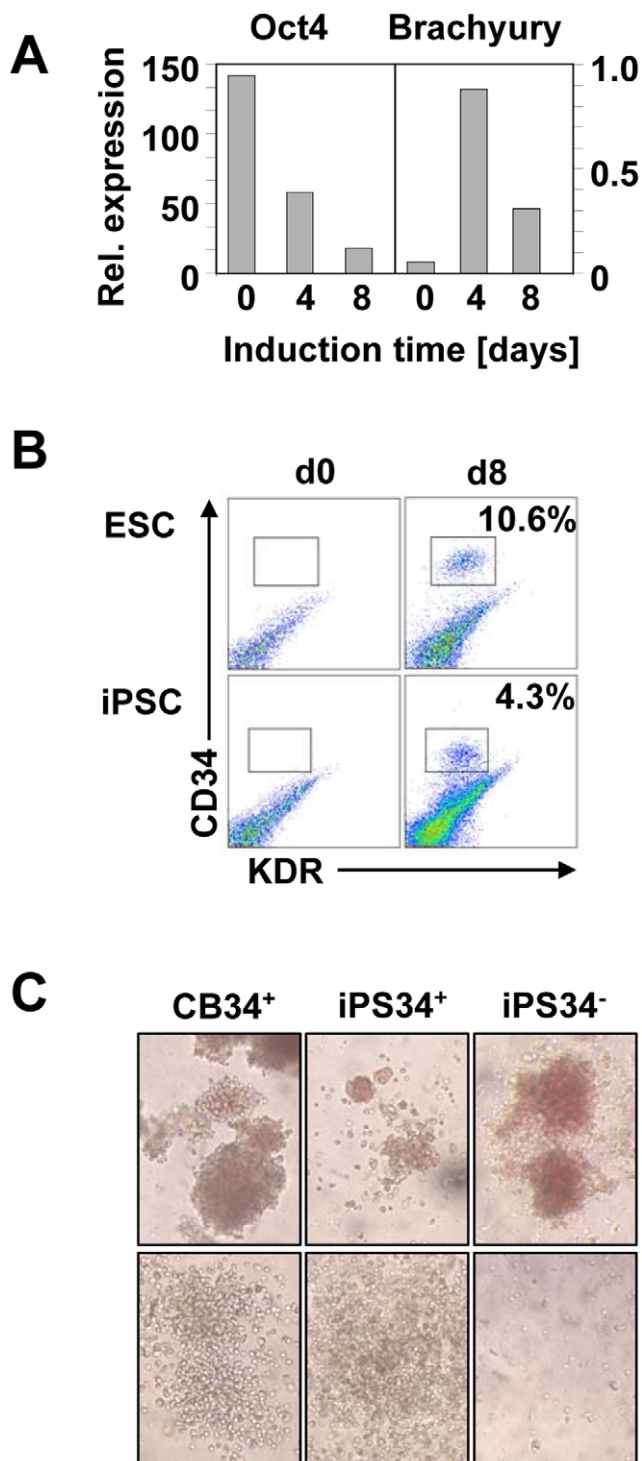 A
Oct4 Brachyury
Rel. expression
150
100
50
0
1.0
0.5
0
0 4 8 0 4 8
Induction time [days]
B
d0 d8
ESC
10.6%
iPSC
4.3%
CD34
KDR
C
CB34⁺ iPS34⁺ iPS34⁻